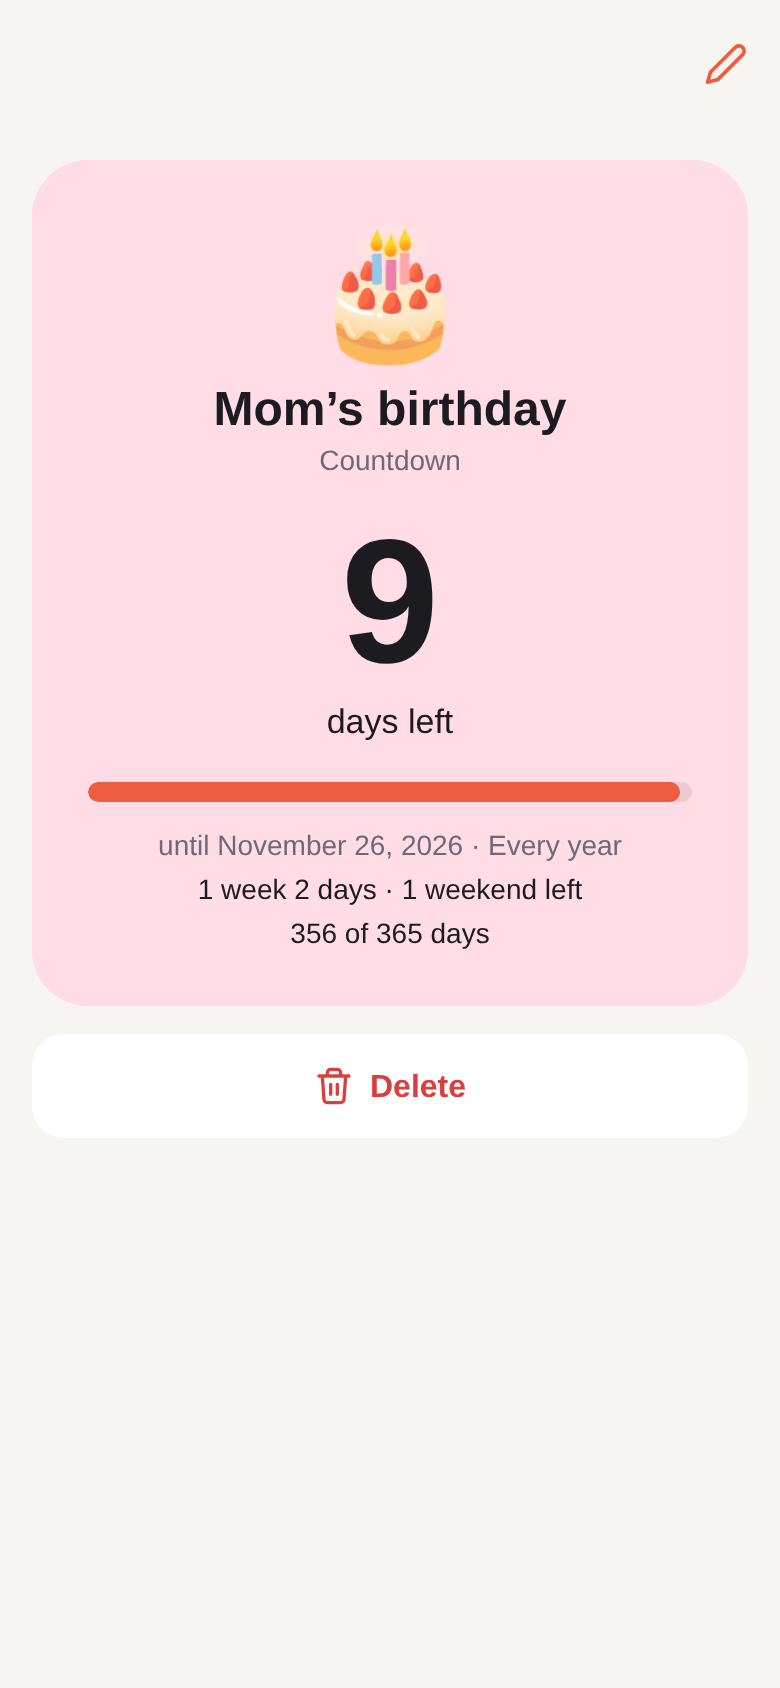 Mom’s birthday
Countdown
9
days left
until November 26, 2026 · Every year
1 week 2 days · 1 weekend left
356 of 365 days
Delete